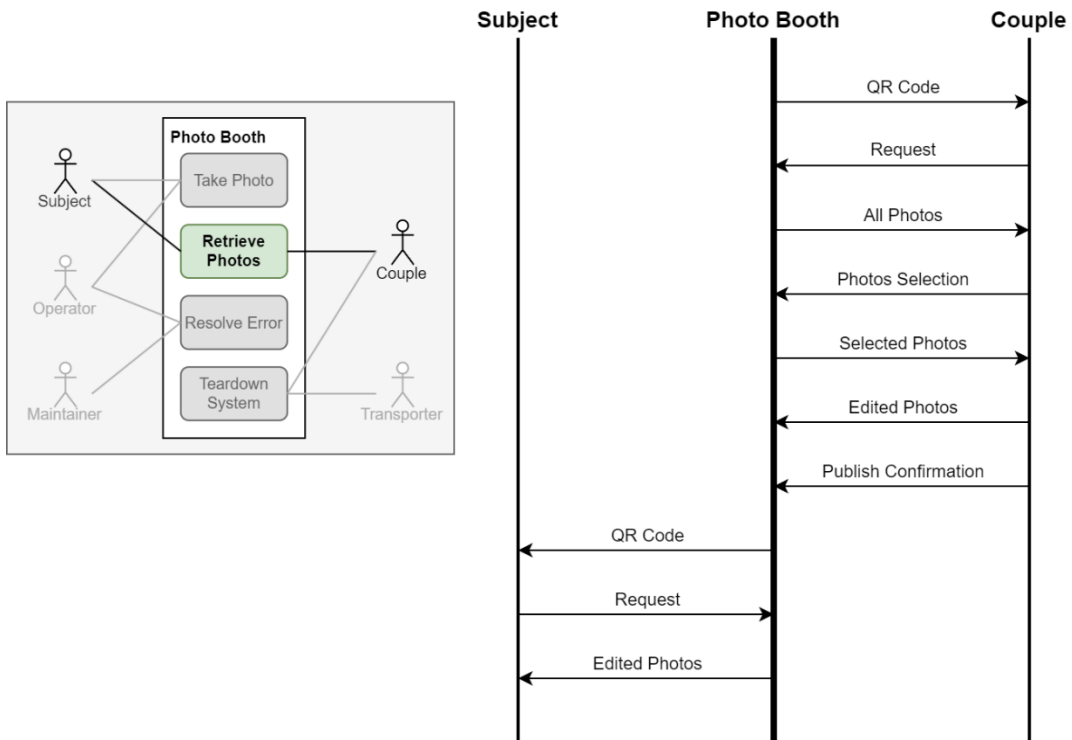 Subject
Photo Booth
Couple
Photo Booth
Subject
Operator
Maintainer
Take Photo
Retrieve
Photos
Resolve Error
Teardown
System
Couple
Transporter
QR Code
Request
All Photos
Photos Selection
Selected Photos
Edited Photos
Publish Confirmation
QR Code
Request
Edited Photos